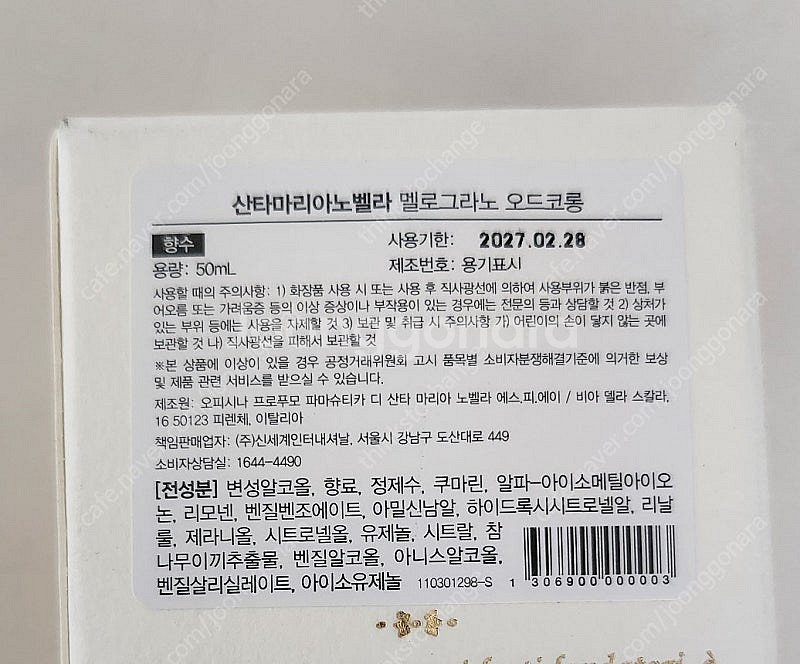 산타마리아노벨라 멜로그라노 오드코롱
향수
사용기한: 2027.02.28
용량: 50mL
제조번호: 용기표시
사용할 때의 주의사항: 1) 화장품 사용 시 또는 사용 후 직사광선에 의하여 사용부위가 붉은 반점, 부
어오름 또는 가려움증 등의 이상 증상이나 부작용이 있는 경우에는 전문의 등과 상담할 것 2) 상처가
있는 부위 등에는 사용을 자제할 것 3) 보관 및 취급 시 주의사항 가) 어린이의 손이 닿지 않는 곳에
보관할 것 나) 직사광선을 피해서 보관할 것
※본 상품에 이상이 있을 경우 공정거래위원회 고시 품목별 소비자분쟁해결기준에 의거한 보상
및 제품 관련 서비스를 받으실 수 있습니다.
제조원: 오피시나 프로푸모 파마슈티카 디 산타 마리아 노벨라 에스.피.에이 / 비아 델라 스칼라,
16 50123 피렌체, 이탈리아
책임판매업자: (주)신세계인터내셔날, 서울시 강남구 도산대로 449
소비자상담실: 1644-4490
[전성분] 변성알코올, 향료, 정제수, 쿠마린, 알파-아이소메틸아이오
논, 리모넨, 벤질벤조에이트, 아밀신남알, 하이드록시시트로넬알, 리날
룰, 제라니올, 시트로넬올, 유제놀, 시트랄, 참
나무이끼추출물, 벤질알코올, 아니스알코올,
벤질살리실레이트, 아이소유제놀 110301298-S
1 306900 000003
joonggonara
cafe.naver.com/joonggonara